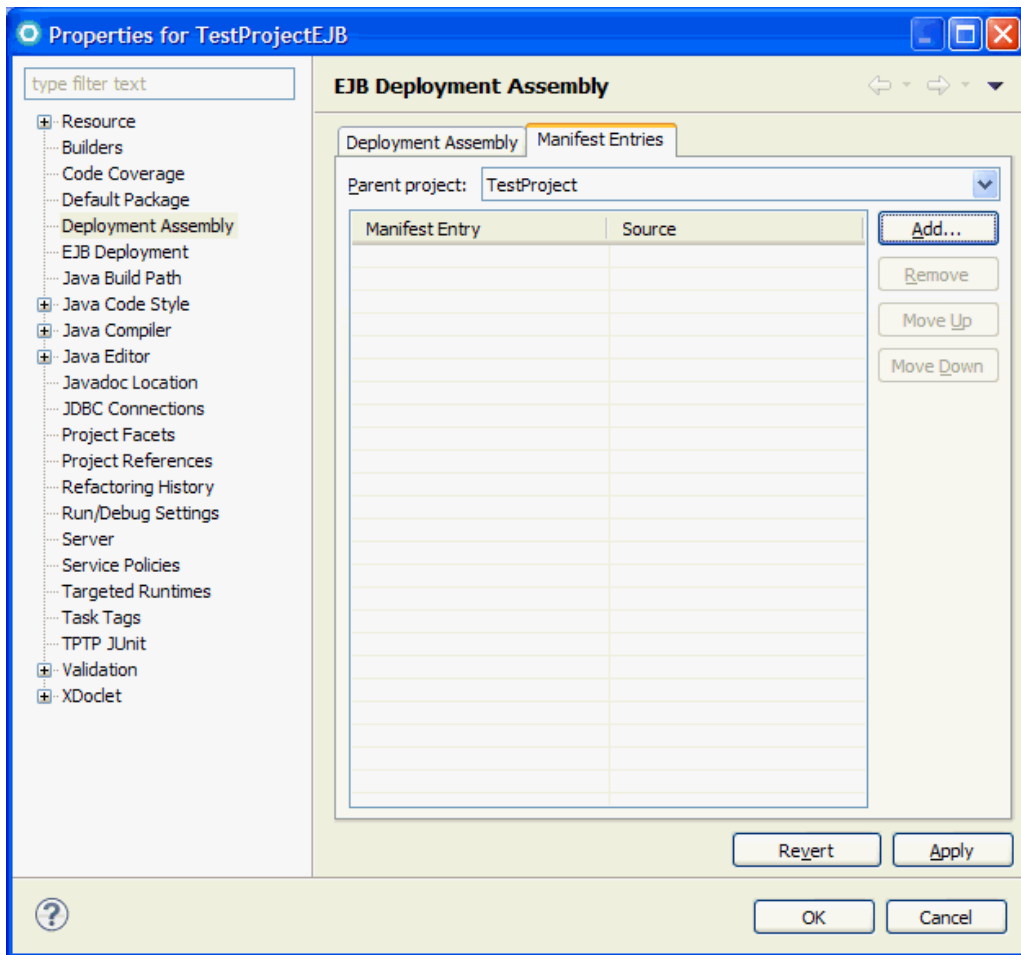 Properties for TestProjectEJB
type filter text
Resource
Builders
Code Coverage
Default Package
Deployment Assembly
EJB Deployment
Java Build Path
Java Code Style
Java Compiler
Java Editor
Javadoc Location
JDBC Connections
Project Facets
Project References
Refactoring History
Run/Debug Settings
Server
Service Policies
Targeted Runtimes
Task Tags
TPTP JUnit
Validation
XDoclet
EJB Deployment Assembly
Deployment Assembly Manifest Entries
Parent project: TestProject
Manifest Entry Source
Add...
Remove
Move Up
Move Down
Revert Apply
? OK Cancel